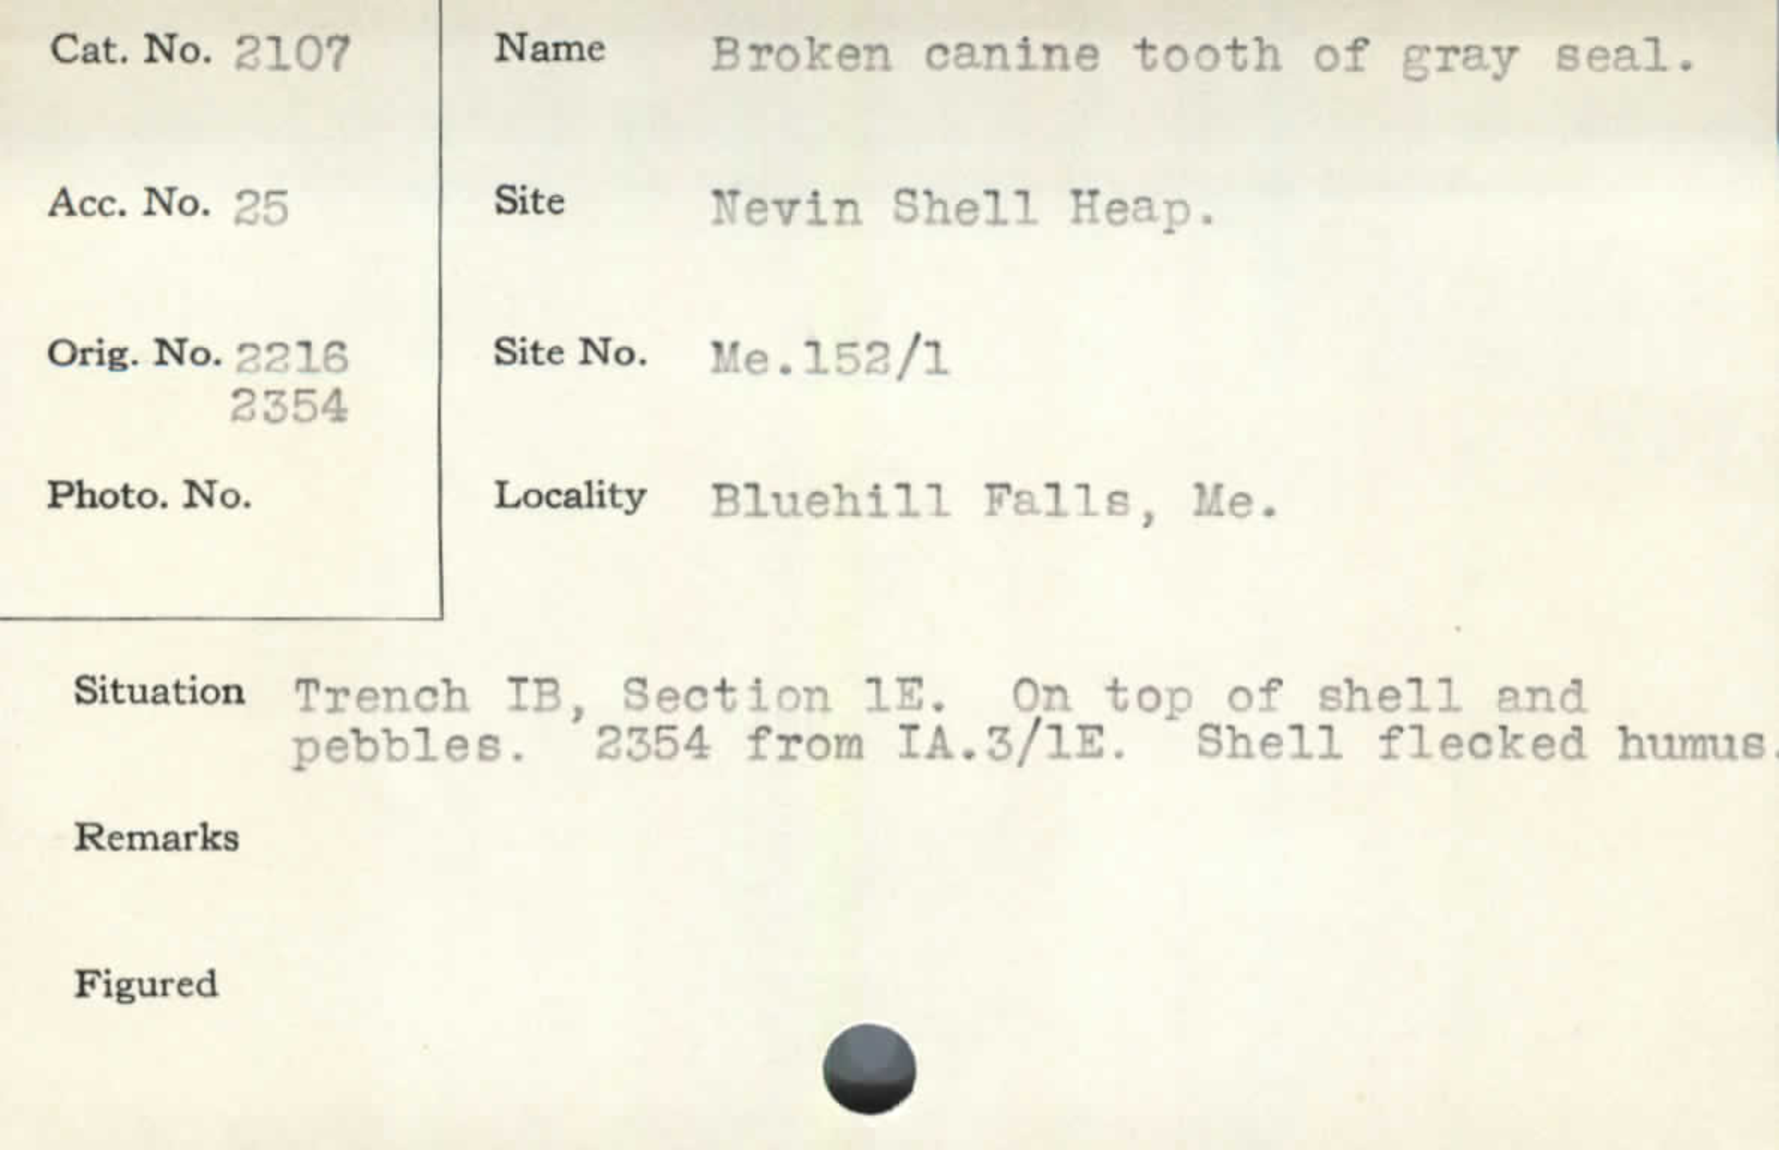 Cat. No. 2107
Name Broken canine tooth of gray seal.
Acc. No. 25
Site Nevin Shell Heap.
Orig. No. 2216
2354
Site No. Me.152/1
Photo. No.
Locality Bluehill Falls, Me.
Situation Trench IB, Section 1E. On top of shell and
pebbles. 2354 from IA.3/1E. Shell flecked humus.
Remarks
Figured